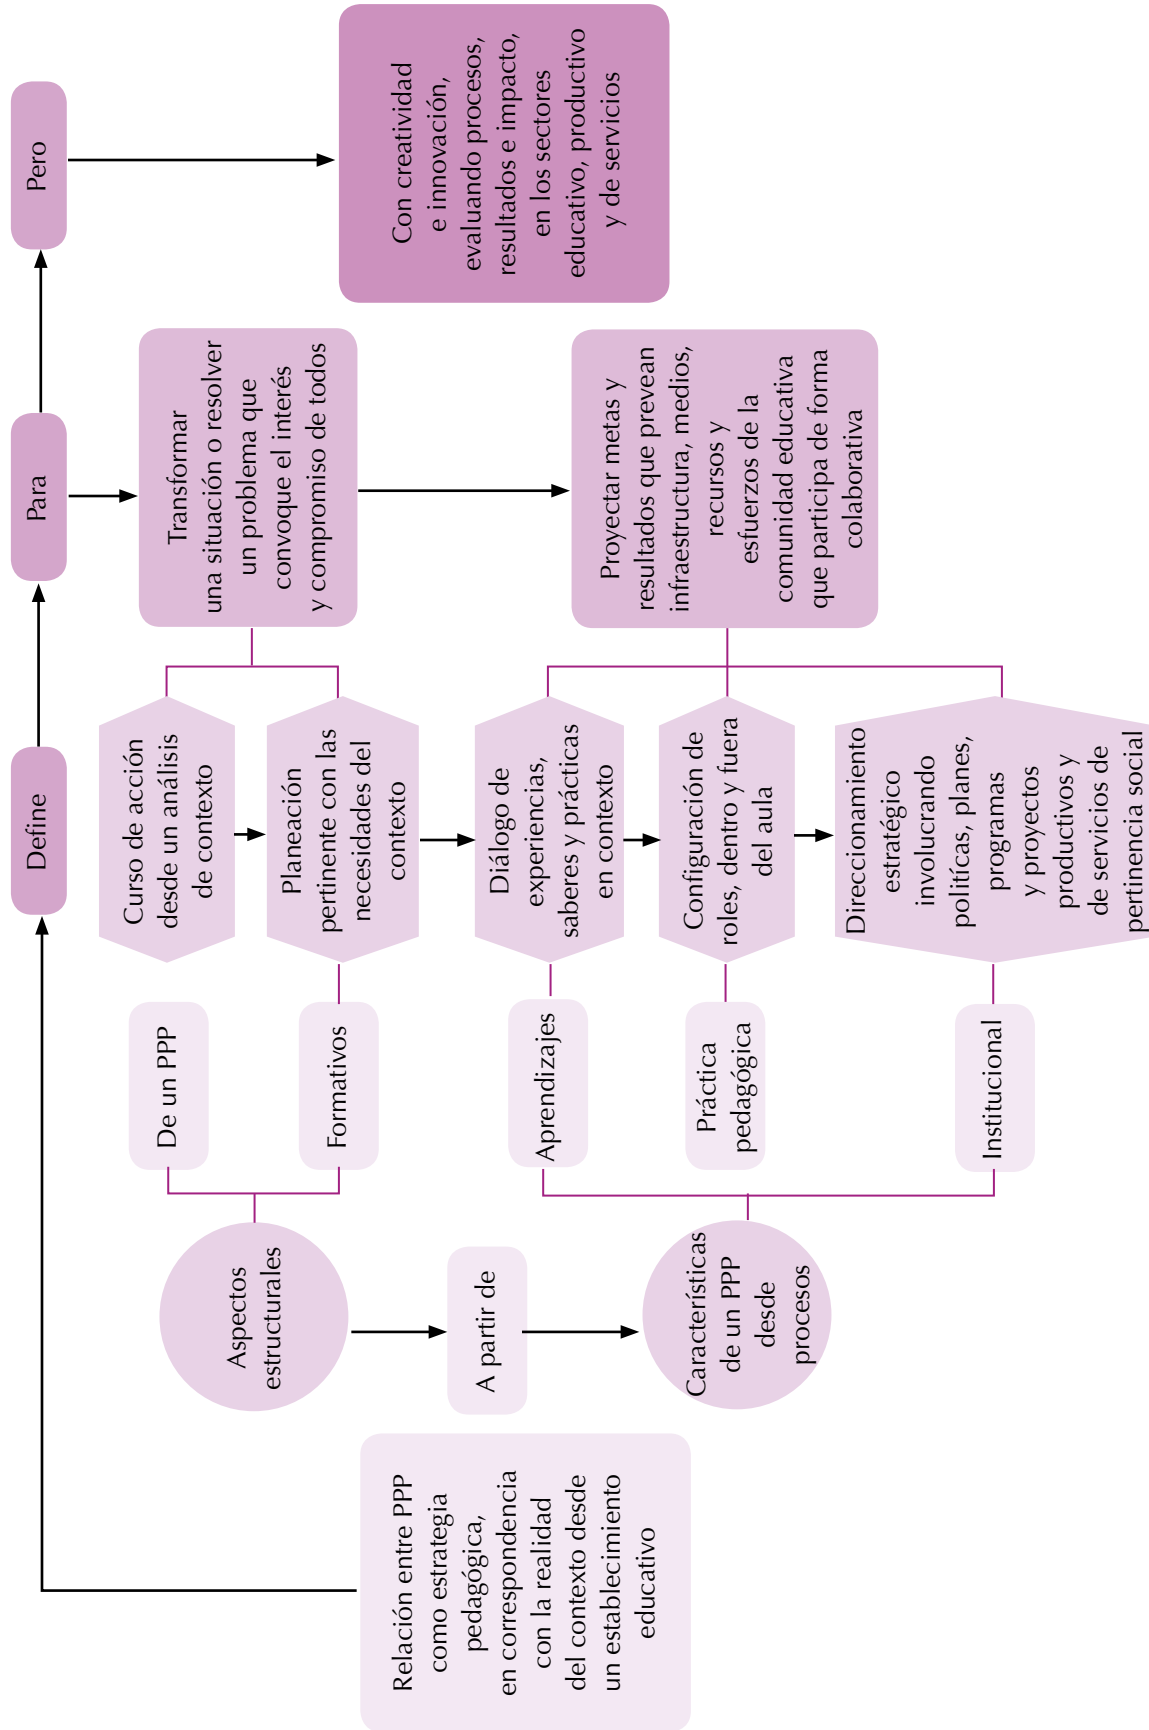 Define
Para
Pero
Relación entre PPP
como estrategia
pedagógica,
en correspondencia
con la realidad
del contexto desde
un establecimiento
educativo
Aspectos
estructurales
A partir de
Características
de un PPP
desde
procesos
De un PPP
Formativos
Aprendizajes
Práctica
pedagógica
Institucional
Curso de acción
desde un análisis
de contexto
Planeación
pertinente con las
necesidades del
contexto
Diálogo de
experiencias,
saberes y prácticas
en contexto
Configuración de
roles, dentro y fuera
del aula
Direccionamiento
estratégico
involucrando
políticas, planes,
programas
y proyectos
productivos y
de servicios de
pertinencia social
Transformar
una situación o resolver
un problema que
convoque el interés
y compromiso de todos
Proyectar metas y
resultados que prevean
infraestructura, medios,
recursos y
esfuerzos de la
comunidad educativa
que participa de forma
colaborativa
Con creatividad
e innovación,
evaluando procesos,
resultados e impacto,
en los sectores
educativo, productivo
y de servicios